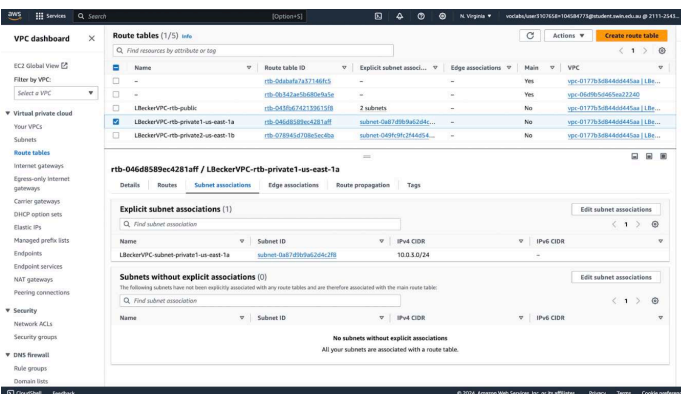 aws Services Search [Option+S] N. Virginia voclabs/user3107658=104584773@student.swin.edu.au @ 2111-2543...
VPC dashboard
EC2 Global View
Filter by VPC:
Select a VPC
Virtual private cloud
Your VPCs
Subnets
Route tables
Internet gateways
Egress-only internet
gateways
Carrier gateways
DHCP option sets
Elastic IPs
Managed prefix lists
Endpoints
Endpoint services
NAT gateways
Peering connections
Security
Network ACLs
Security groups
DNS firewall
Rule groups
Domain lists
Route tables (1/5) Info Actions Create route table
Find resources by attribute or tag 1
Name Route table ID Explicit subnet associ... Edge associations Main VPC
– rtb-0dabafa7a37146fc5 – – Yes vpc-0177b3d844dd445aa | LBe...
– rtb-0b342ae5b680e9a5e – – Yes vpc-06d9b5d465ea22240
LBeckerVPC-rtb-public rtb-043fb6742139615f8 2 subnets – No vpc-0177b3d844dd445aa | LBe...
LBeckerVPC-rtb-private1-us-east-1a rtb-046d8589ec4281aff subnet-0a87d9b9a62d4c... – No vpc-0177b3d844dd445aa | LBe...
LBeckerVPC-rtb-private2-us-east-1b rtb-078945d708e5ec4ba subnet-049fc9fc2f44d54... – No vpc-0177b3d844dd445aa | LBe...
rtb-046d8589ec4281aff / LBeckerVPC-rtb-private1-us-east-1a
Details Routes Subnet associations Edge associations Route propagation Tags
Explicit subnet associations (1) Edit subnet associations
Find subnet association 1
Name Subnet ID IPv4 CIDR IPv6 CIDR
LBeckerVPC-subnet-private1-us-east-1a subnet-0a87d9b9a62d4c2f8 10.0.3.0/24 –
Subnets without explicit associations (0) Edit subnet associations
The following subnets have not been explicitly associated with any route tables and are therefore associated with the main route table:
Find subnet association 1
Name Subnet ID IPv4 CIDR IPv6 CIDR
No subnets without explicit associations
All your subnets are associated with a route table.
CloudShell Feedback © 2024, Amazon Web Services, Inc. or its affiliates. Privacy Terms Cookie preferences